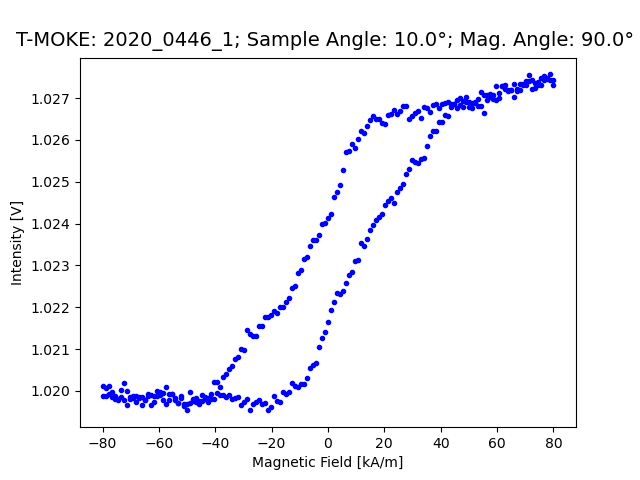 T-MOKE: 2020_0446_1; Sample Angle: 10.0°; Mag. Angle: 90.0°
1.027
1.026
1.025
1.024
1.023
1.022
1.021
1.020
Intensity [V]
−80 −60 −40 −20 0 20 40 60 80
Magnetic Field [kA/m]